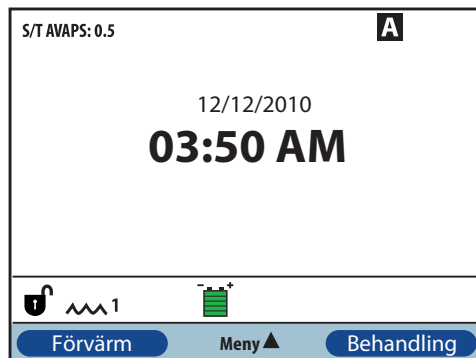 S/T AVAPS: 0.5 A
12/12/2010
03:50 AM
1
- +
Förvärm Meny▲ Behandling